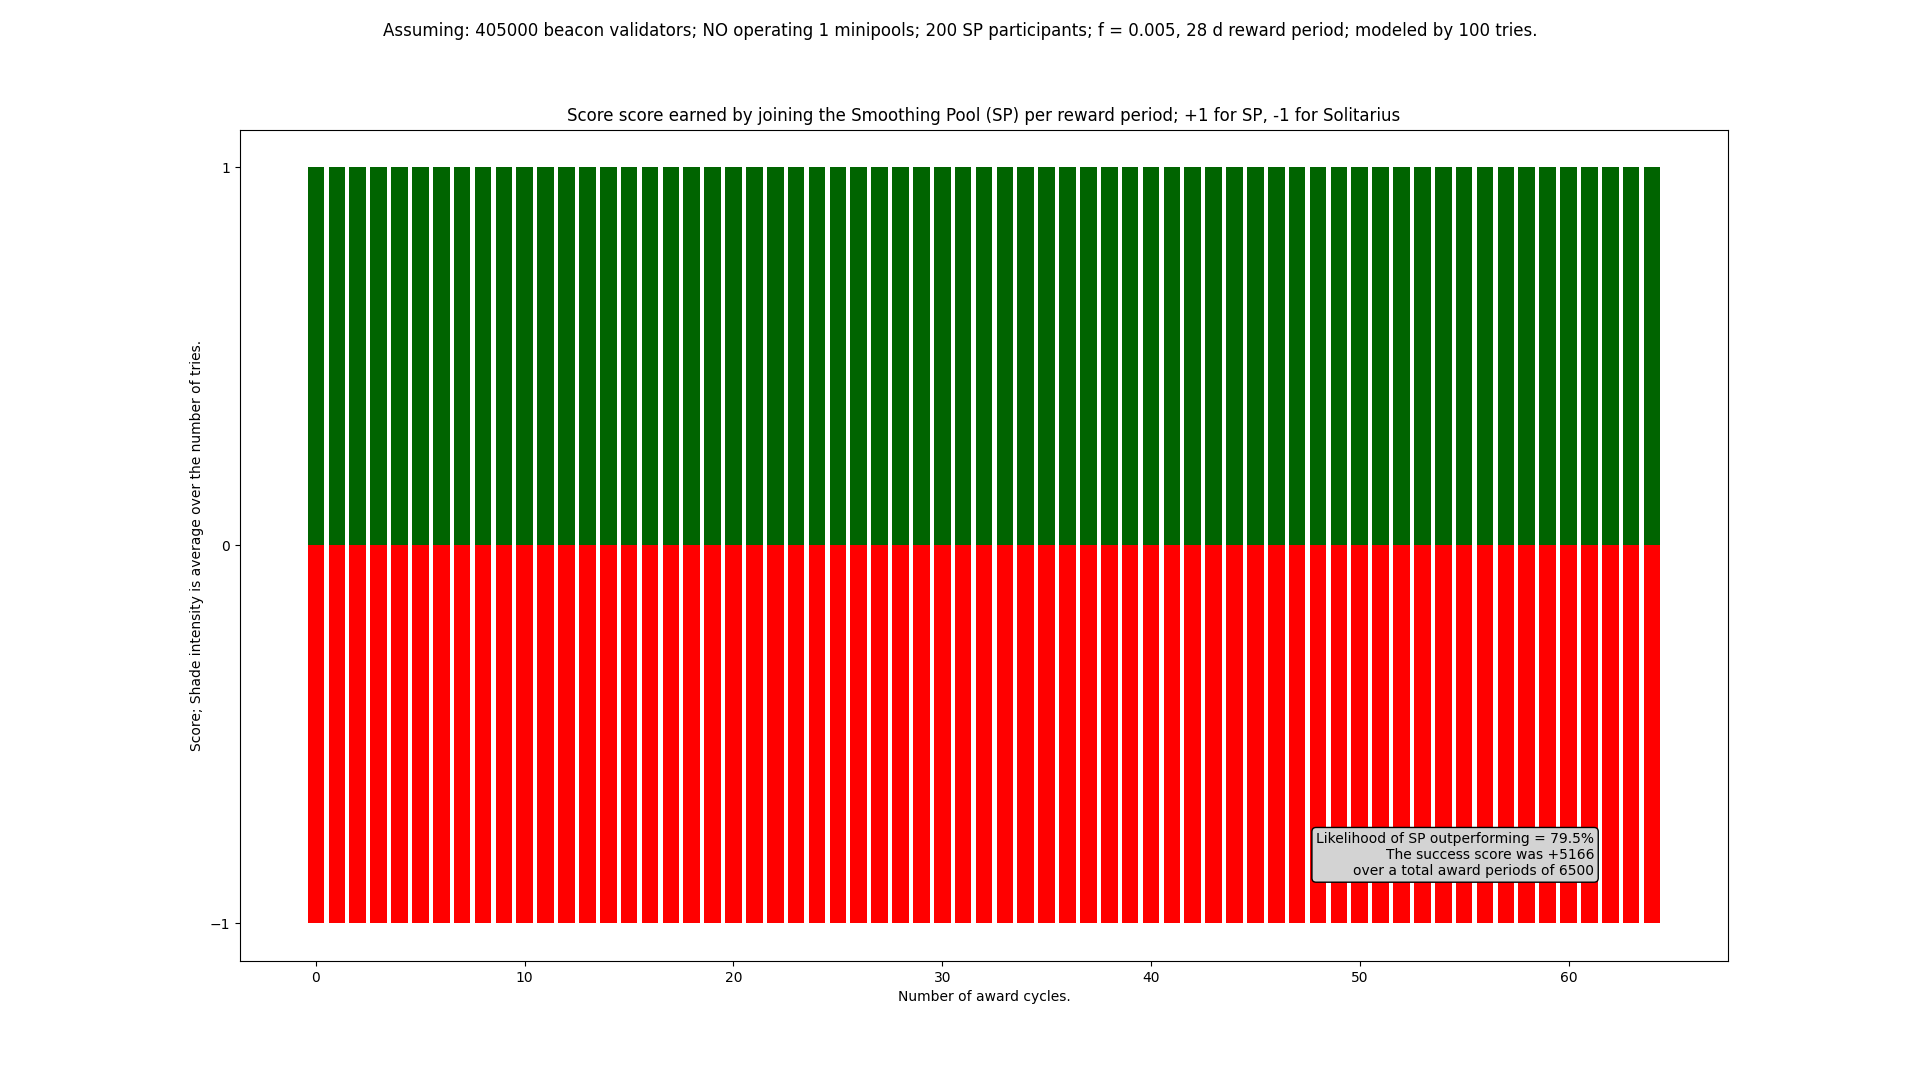 Assuming: 405000 beacon validators; NO operating 1 minipools; 200 SP participants; f = 0.005, 28 d reward period; modeled by 100 tries.
Score score earned by joining the Smoothing Pool (SP) per reward period; +1 for SP, -1 for Solitarius
Score; Shade intensity is average over the number of tries.
1
0
−1
Likelihood of SP outperforming = 79.5%
The success score was +5166
over a total award periods of 6500
0 10 20 30 40 50 60
Number of award cycles.